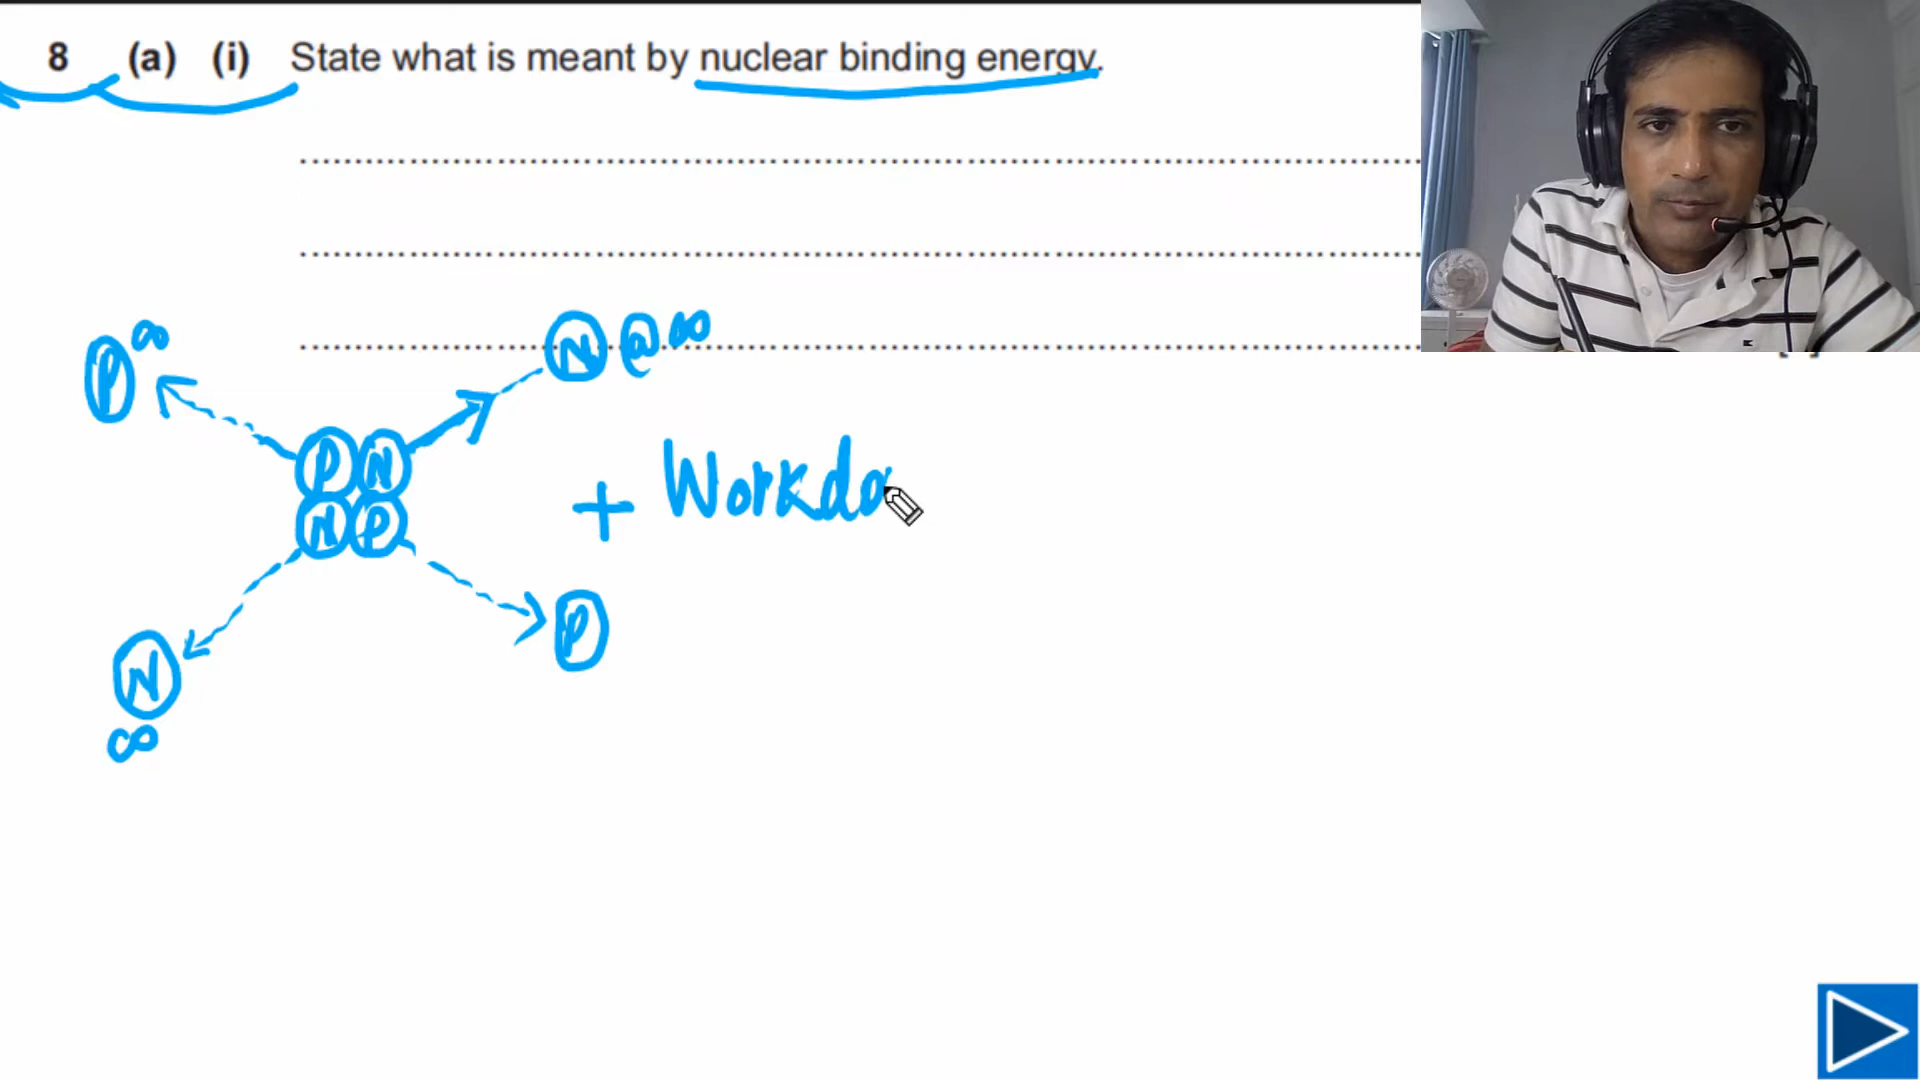 8 (a) (i) State what is meant by nuclear binding energy.
P ∞
N @ ∞
P N
N P
+ Workdo
P
N
∞